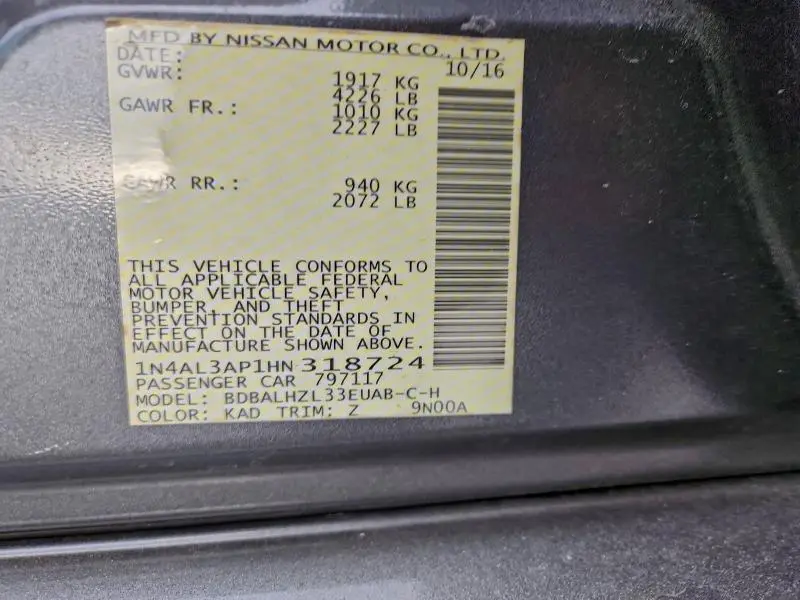 MFD BY NISSAN MOTOR CO., LTD.
DATE: 10/16
GVWR: 1917 KG
4226 LB
GAWR FR.: 1010 KG
2227 LB
GAWR RR.: 940 KG
2072 LB
THIS VEHICLE CONFORMS TO
ALL APPLICABLE FEDERAL
MOTOR VEHICLE SAFETY,
BUMPER, AND THEFT
PREVENTION STANDARDS IN
EFFECT ON THE DATE OF
MANUFACTURE SHOWN ABOVE.
1N4AL3AP1HN318724
PASSENGER CAR 797117
MODEL: BDBALHZL33EUAB-C-H
COLOR: KAD TRIM: Z 9N00A